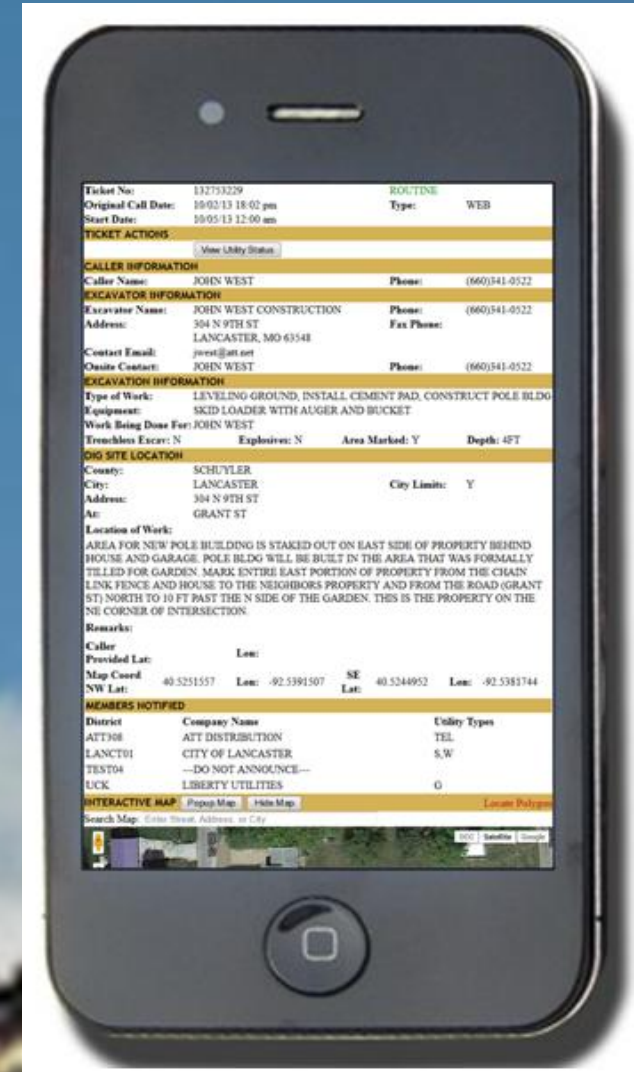 Ticket No: 132753229 ROUTINE
Original Call Date: 10/02/13 18:02 pm Type: WEB
Start Date: 10/05/13 12:00 am
TICKET ACTIONS
View Utility Status
CALLER INFORMATION
Caller Name: JOHN WEST Phone: (660)341-0522
EXCAVATOR INFORMATION
Excavator Name: JOHN WEST CONSTRUCTION Phone: (660)341-0522
Address: 304 N 9TH ST Fax Phone:
LANCASTER, MO 63548
Contact Email: jwest@att.net
Onsite Contact: JOHN WEST Phone: (660)341-0522
EXCAVATION INFORMATION
Type of Work: LEVELING GROUND, INSTALL CEMENT PAD, CONSTRUCT POLE BLDG
Equipment: SKID LOADER WITH AUGER AND BUCKET
Work Being Done For: JOHN WEST
Trenchless Excav: N Explosives: N Area Marked: Y Depth: 4FT
DIG SITE LOCATION
County: SCHUYLER
City: LANCASTER City Limits: Y
Address: 304 N 9TH ST
At: GRANT ST
Location of Work:
AREA FOR NEW POLE BUILDING IS STAKED OUT ON EAST SIDE OF PROPERTY BEHIND
HOUSE AND GARAGE. POLE BLDG WILL BE BUILT IN THE AREA THAT WAS FORMALLY
TILLED FOR GARDEN. MARK ENTIRE EAST PORTION OF PROPERTY FROM THE CHAIN
LINK FENCE AND HOUSE TO THE NEIGHBORS PROPERTY AND FROM THE ROAD (GRANT
ST) NORTH TO 10 FT PAST THE N SIDE OF THE GARDEN. THIS IS THE PROPERTY ON THE
NE CORNER OF INTERSECTION.
Remarks:
Caller
Provided Lat: Lon:
Map Coord
NW Lat: 40.5251557 Lon: -92.5391507 SE
Lat: 40.5244952 Lon: -92.5381744
MEMBERS NOTIFIED
District Company Name Utility Types
ATT308 ATT DISTRIBUTION TEL
LANCT01 CITY OF LANCASTER S,W
TEST04 ---DO NOT ANNOUNCE---
UCK LIBERTY UTILITIES G
INTERACTIVE MAP Popup Map Hide Map Locate Polygon
Search Map: Enter Street, Address, or City
Satellite Google